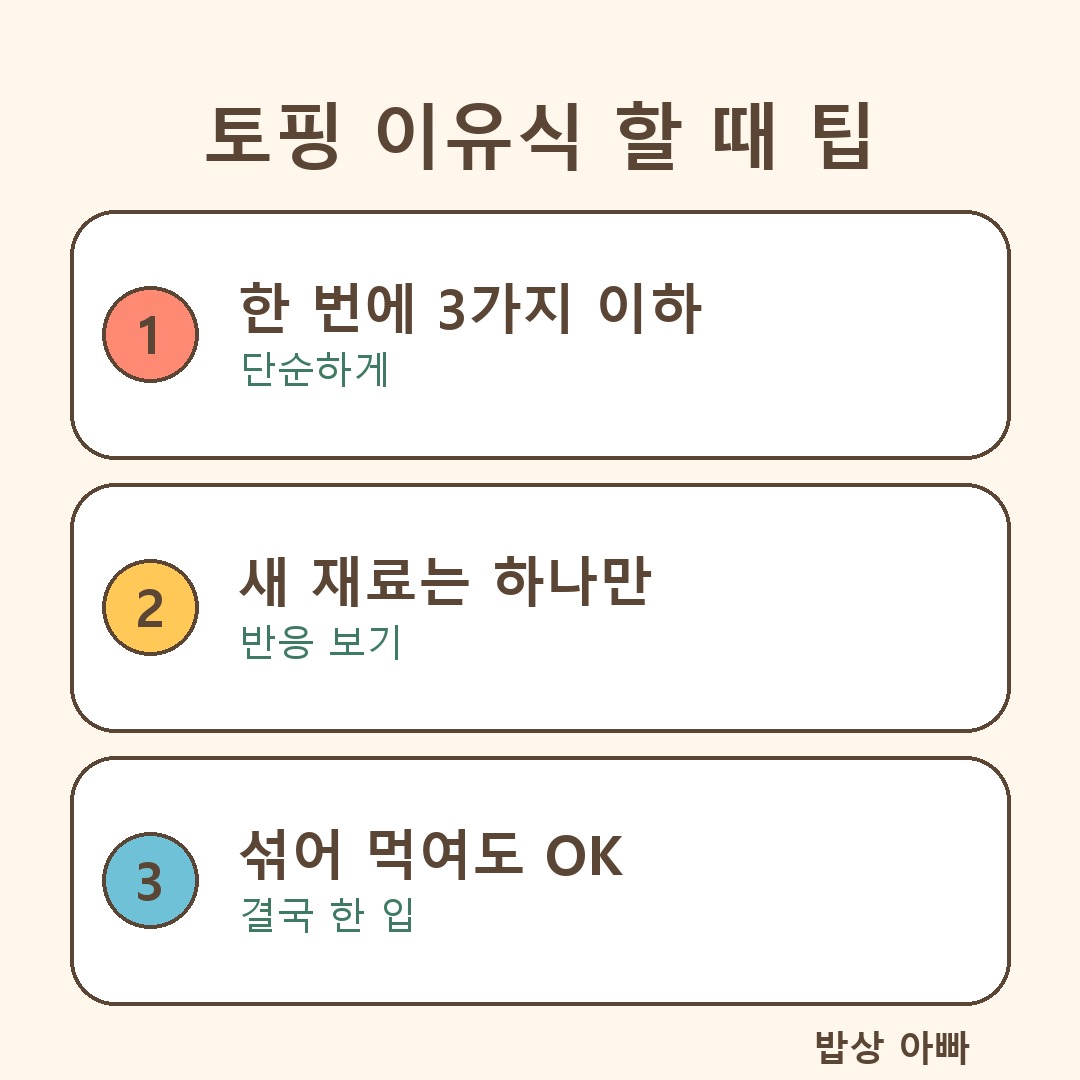 토핑 이유식 할 때 팁
1
한 번에 3가지 이하
단순하게
2
새 재료는 하나만
반응 보기
3
섞어 먹여도 OK
결국 한 입
밥상 아빠